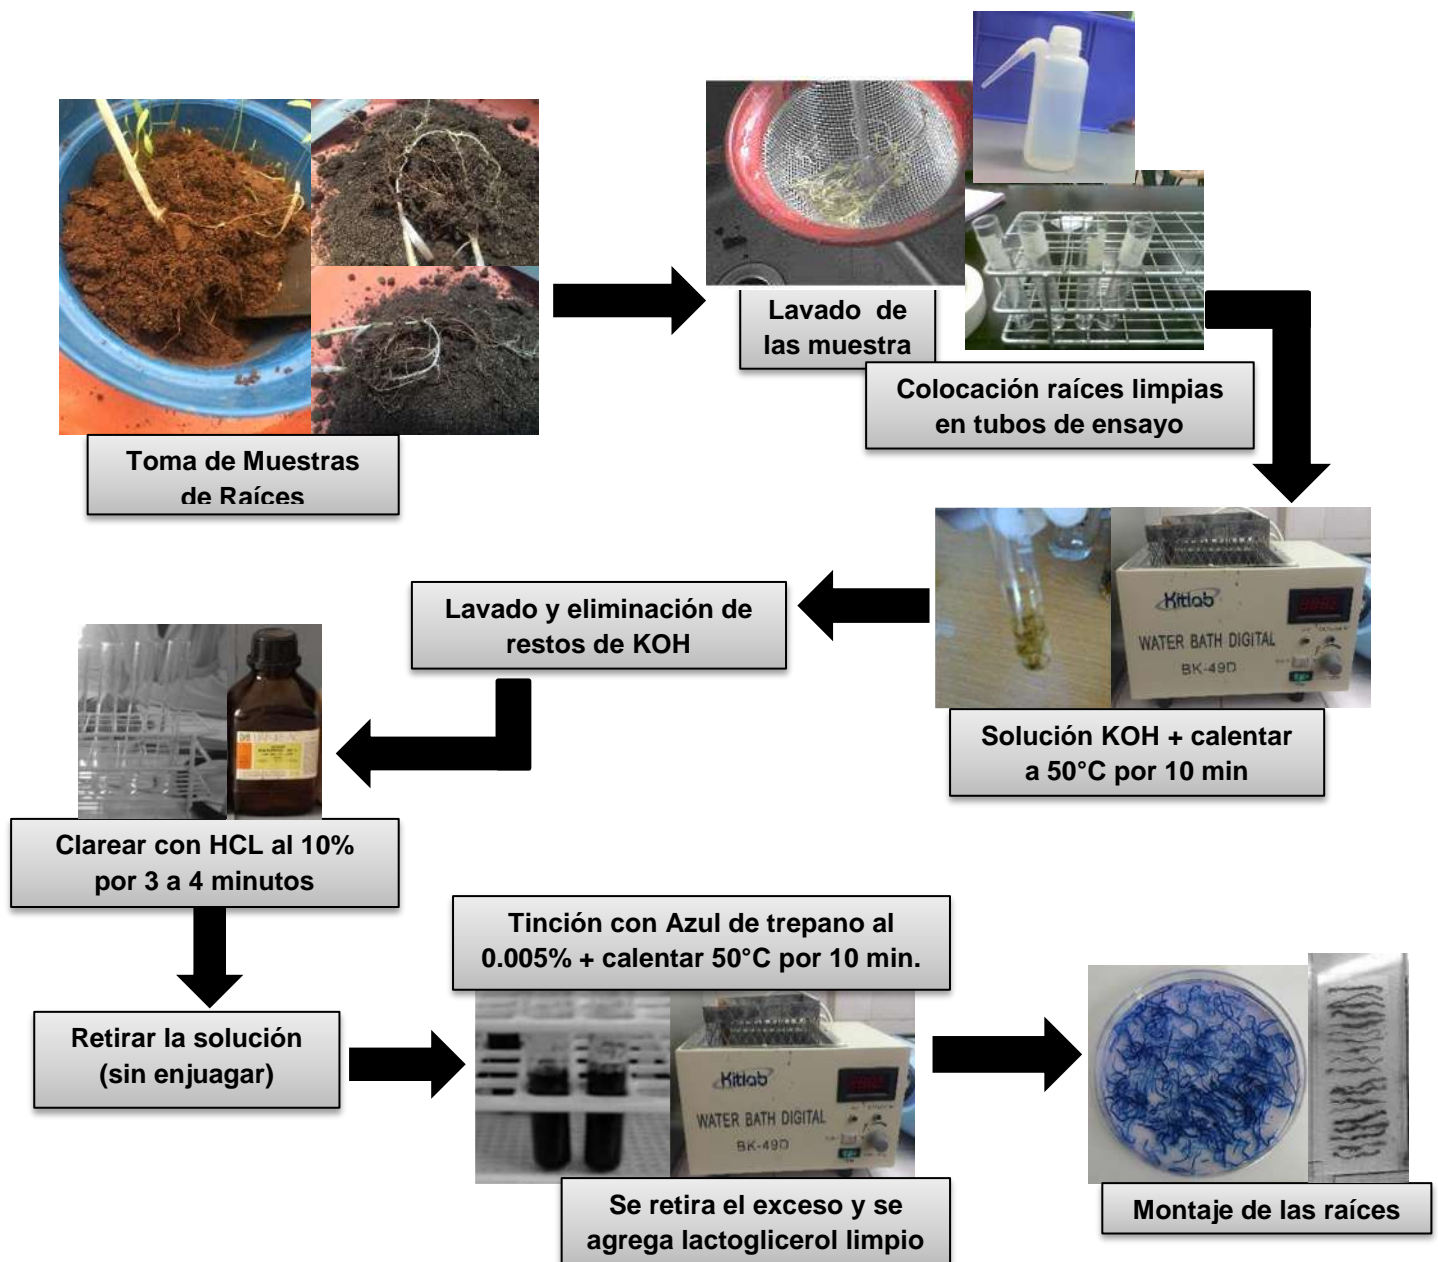 Toma de Muestras
de Raíces
Lavado de
las muestra
Colocación raíces limpias
en tubos de ensayo
Kitlab
WATER BATH DIGITAL
BK-49D
Solución KOH + calentar
a 50°C por 10 min
Lavado y eliminación de
restos de KOH
Clarear con HCL al 10%
por 3 a 4 minutos
Retirar la solución
(sin enjuagar)
Tinción con Azul de trepano al
0.005% + calentar 50°C por 10 min.
Kitlab
WATER BATH DIGITAL
BK-49D
Se retira el exceso y se
agrega lactoglicerol limpio
Montaje de las raíces